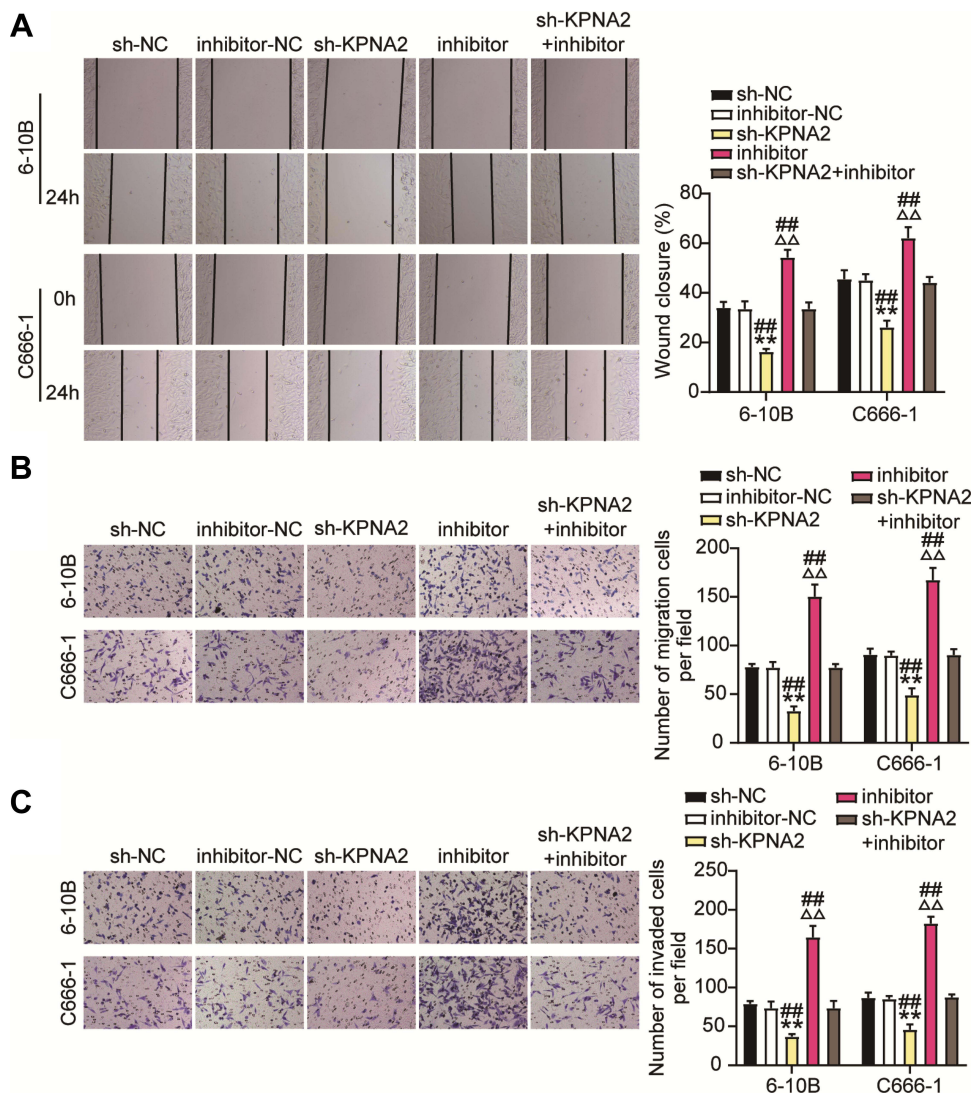 A
sh-NC inhibitor-NC sh-KPNA2 inhibitor sh-KPNA2
+inhibitor
6-10B
24h
C666-1
0h
24h
sh-NC
inhibitor-NC
sh-KPNA2
inhibitor
sh-KPNA2+inhibitor
Wound closure (%)
80
60
40
20
0
##
**
##
△△
##
**
##
△△
6-10B C666-1
B
sh-NC inhibitor-NC sh-KPNA2 inhibitor sh-KPNA2
+inhibitor
6-10B
C666-1
sh-NC
inhibitor-NC
sh-KPNA2
inhibitor
sh-KPNA2
+inhibitor
Number of migration cells
per field
200
150
100
50
0
##
**
##
△△
##
**
##
△△
6-10B C666-1
C
sh-NC inhibitor-NC sh-KPNA2 inhibitor sh-KPNA2
+inhibitor
6-10B
C666-1
sh-NC
inhibitor-NC
sh-KPNA2
inhibitor
sh-KPNA2
+inhibitor
Number of invaded cells
per field
250
200
150
100
50
0
##
**
##
△△
##
**
##
△△
6-10B C666-1